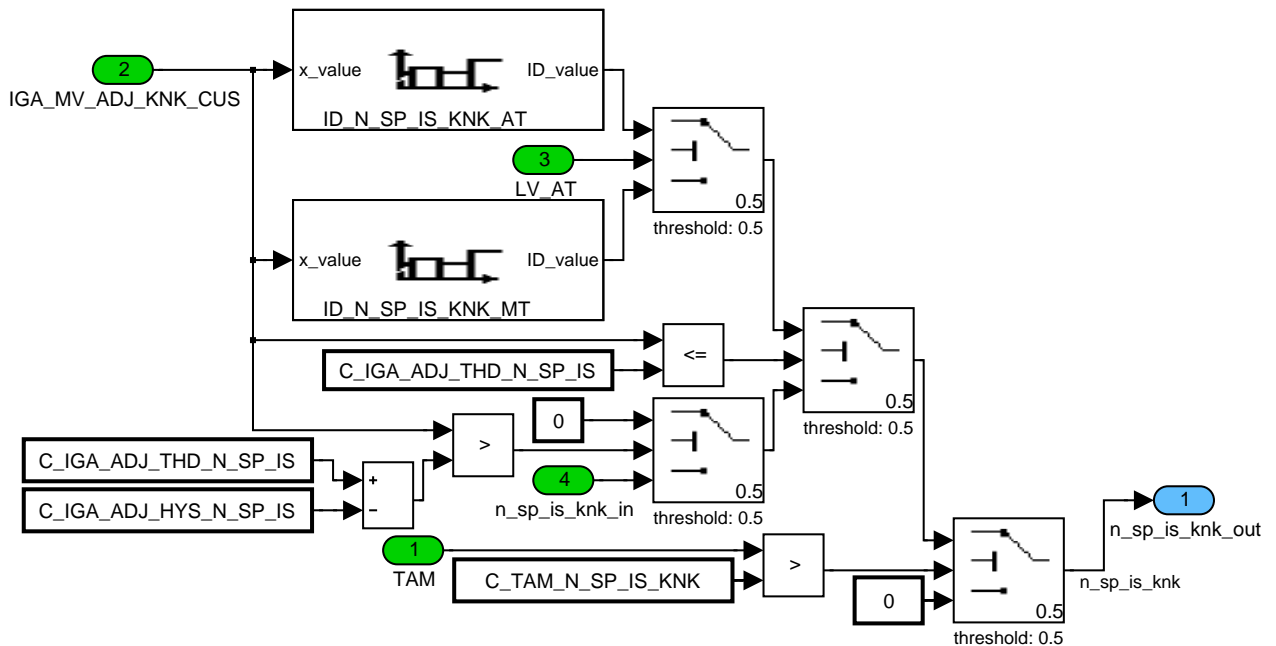 x_value
ID_value
ID_N_SP_IS_KNK_AT
2
IGA_MV_ADJ_KNK_CUS
3
LV_AT
0.5
threshold: 0.5
x_value
ID_value
ID_N_SP_IS_KNK_MT
<=
C_IGA_ADJ_THD_N_SP_IS
0.5
threshold: 0.5
0
>
C_IGA_ADJ_THD_N_SP_IS
+
C_IGA_ADJ_HYS_N_SP_IS
−
4
n_sp_is_knk_in
0.5
threshold: 0.5
1
n_sp_is_knk_out
1
TAM
C_TAM_N_SP_IS_KNK
>
0
n_sp_is_knk
0.5
threshold: 0.5